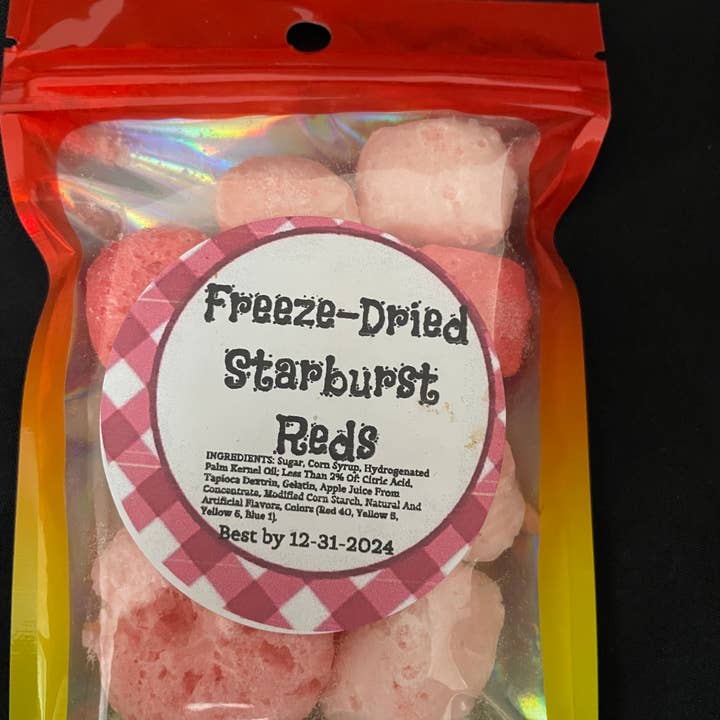 Freeze-Dried
Starburst
Reds
INGREDIENTS: Sugar, Corn Syrup, Hydrogenated
Palm Kernel Oil; Less Than 2% Of: Citric Acid,
Tapioca Dextrin, Gelatin, Apple Juice From
Concentrate, Modified Corn Starch, Natural And
Artificial Flavors, Colors (Red 40, Yellow 5,
Yellow 6, Blue 1).
Best by 12-31-2024